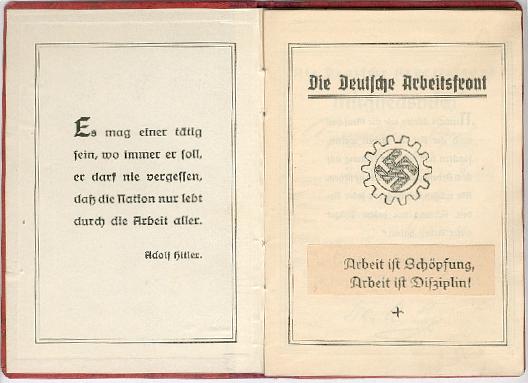 Es mag einer tätig
sein, wo immer er soll,
er darf nie vergessen,
daß die Nation nur lebt
durch die Arbeit aller.
Adolf Hitler.
Die Deutsche Arbeitsfront
Arbeit ist Schöpfung,
Arbeit ist Disziplin!